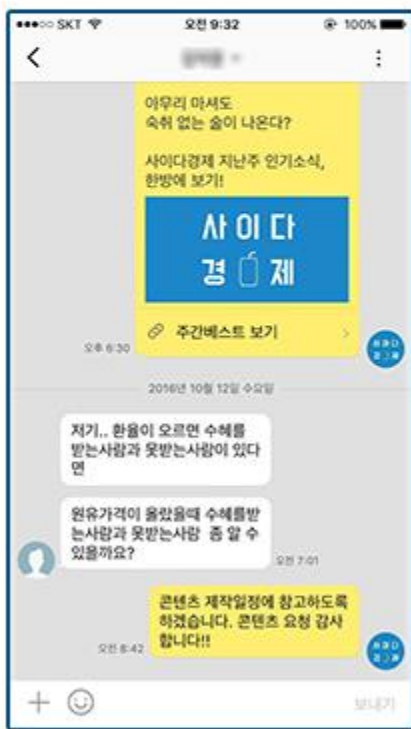 SKT
오전 9:32
100%
아무리 마셔도
숙취 없는 술이 나온다?
사이다경제 지난주 인기소식,
한방에 보기!
사이다
경제
주간베스트 보기
오후 6:30
2016년 10월 12일 수요일
저기.. 환율이 오르면 수혜를
받는사람과 못받는사람이 있다
면
원유가격이 올랐을때 수혜를받
는사람과 못받는사람 좀 알 수
있을까요?
오전 7:01
콘텐츠 제작일정에 참고하도록
하겠습니다. 콘텐츠 요청 감사
합니다!!
오전 8:42
보내기